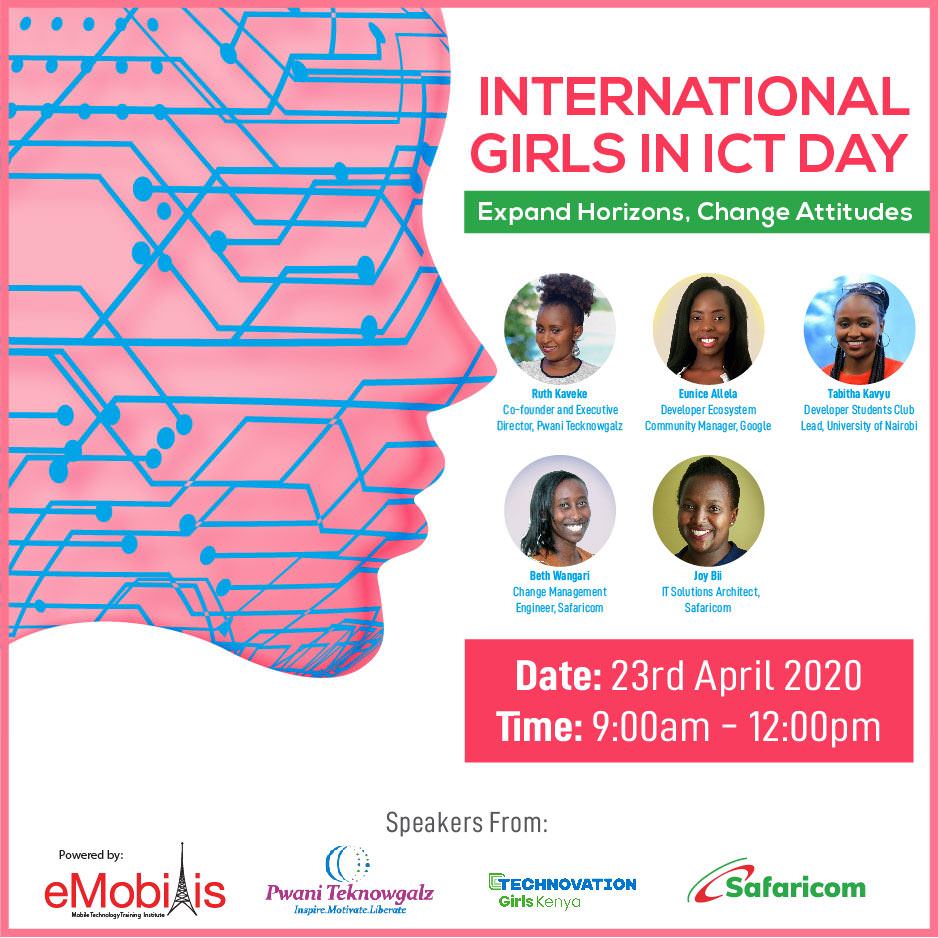 INTERNATIONAL
GIRLS IN ICT DAY
Expand Horizons, Change Attitudes
Ruth Kaveke
Co-founder and Executive
Director, Pwani Tecknowgalz
Eunice Allela
Developer Ecosystem
Community Manager, Google
Tabitha Kavyu
Developer Students Club
Lead, University of Nairobi
Beth Wangari
Change Management
Engineer, Safaricom
Joy Bii
IT Solutions Architect,
Safaricom
Date: 23rd April 2020
Time: 9:00am - 12:00pm
Speakers From:
Powered by:
eMobilis
Mobile Technology Training Institute
Pwani Teknowgalz
Inspire.Motivate.Liberate
TECHNOVATION
Girls Kenya
Safaricom